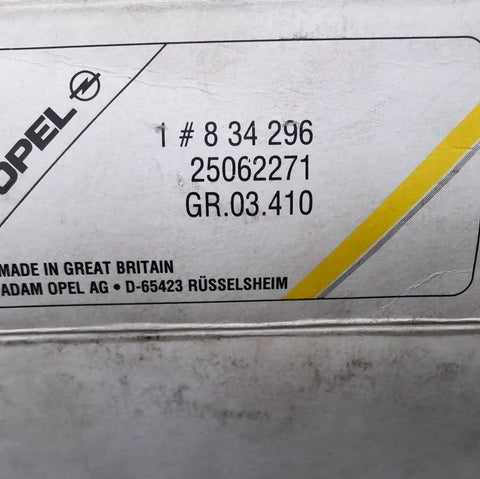 OPEL
1 # 8 34 296
25062271
GR.03.410
MADE IN GREAT BRITAIN
ADAM OPEL AG • D-65423 RÜSSELSHEIM